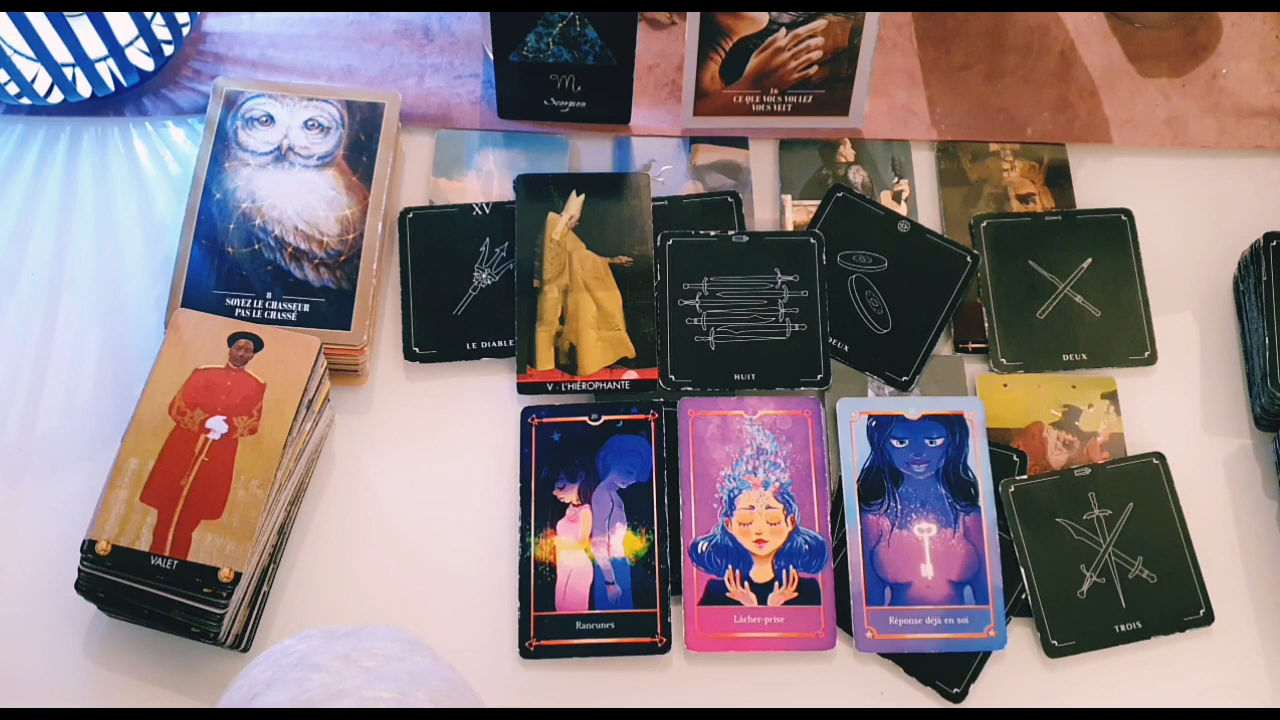 Scorpion
16
CE QUE VOUS VOULEZ
VOUS VEUT
8
SOYEZ LE CHASSEUR
PAS LE CHASSÉ
XV
LE DIABLE
V - L'HIÉROPHANTE
HUIT
DEUX
DEUX
VALET
20
Rancunes
Lâcher-prise
Réponse déjà en soi
TROIS